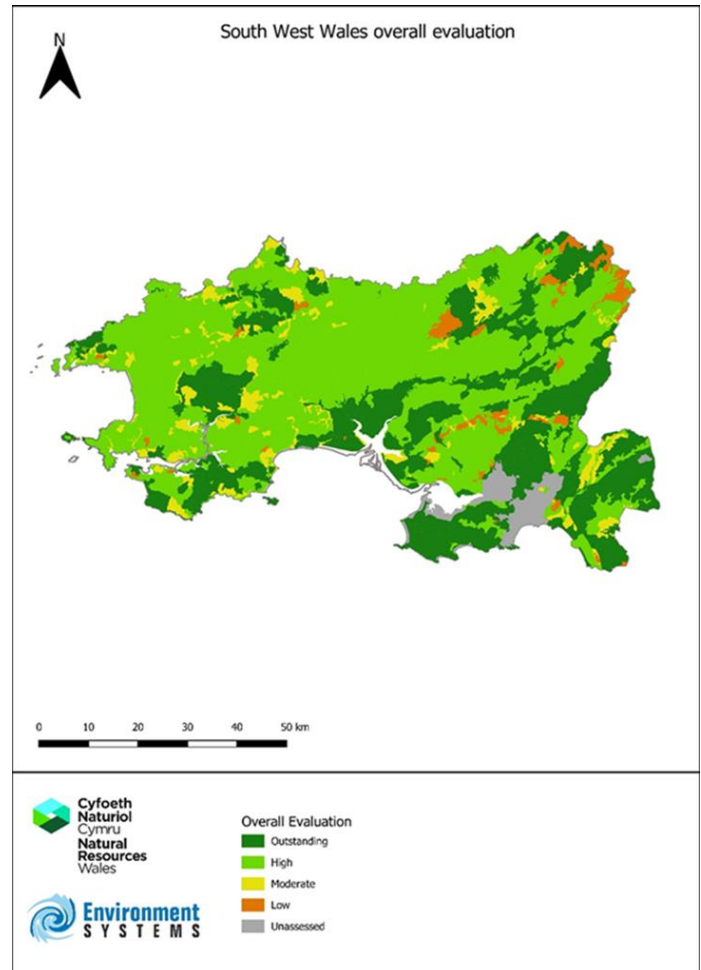 South West Wales overall evaluation
N
0 10 20 30 40 50 km
Cyfoeth
Naturiol
Cymru
Natural
Resources
Wales
Environment
SYSTEMS
Overall Evaluation
Outstanding
High
Moderate
Low
Unassessed